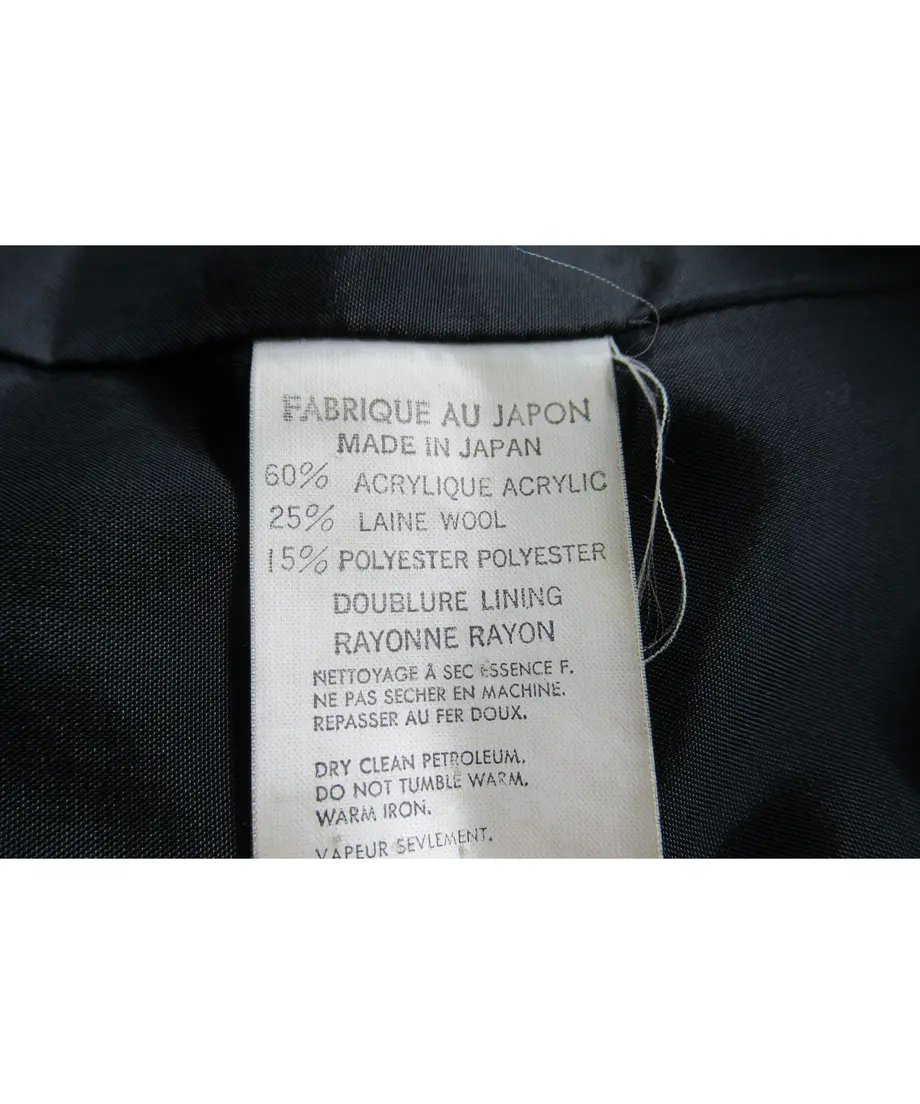 FABRIQUE AU JAPON
MADE IN JAPAN
60% ACRYLIQUE ACRYLIC
25% LAINE WOOL
15% POLYESTER POLYESTER
DOUBLURE LINING
RAYONNE RAYON
NETTOYAGE À SEC ESSENCE F.
NE PAS SECHER EN MACHINE.
REPASSER AU FER DOUX.
DRY CLEAN PETROLEUM.
DO NOT TUMBLE WARM,
WARM IRON.
VAPEUR SEVLEMENT.